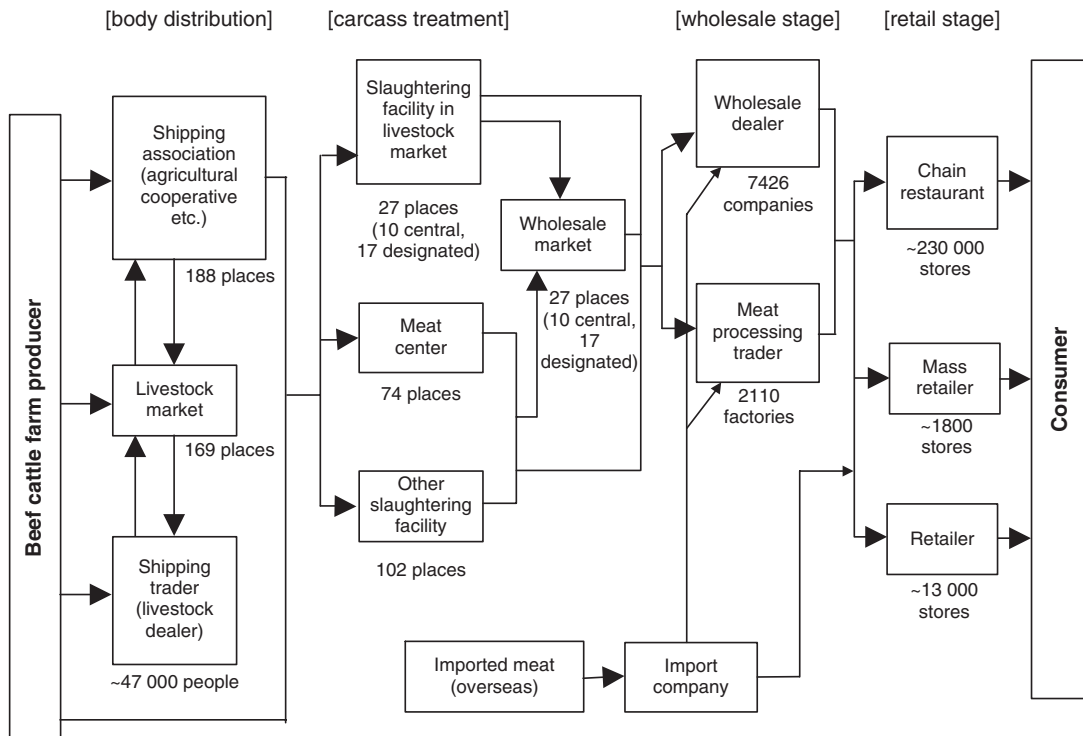 [body distribution]
[carcass treatment]
[wholesale stage]
[retail stage]
Beef cattle farm producer
Shipping
association
(agricultural
cooperative
etc.)
188 places
Livestock
market
169 places
Shipping
trader
(livestock
dealer)
~47 000 people
Slaughtering
facility in
livestock
market
27 places
(10 central,
17 designated)
Wholesale
market
27 places
(10 central,
17
designated)
Meat
center
74 places
Other
slaughtering
facility
102 places
Imported meat
(overseas)
Import
company
Wholesale
dealer
7426
companies
Meat
processing
trader
2110
factories
Chain
restaurant
~230 000
stores
Mass
retailer
~1800
stores
Retailer
~13 000
stores
Consumer